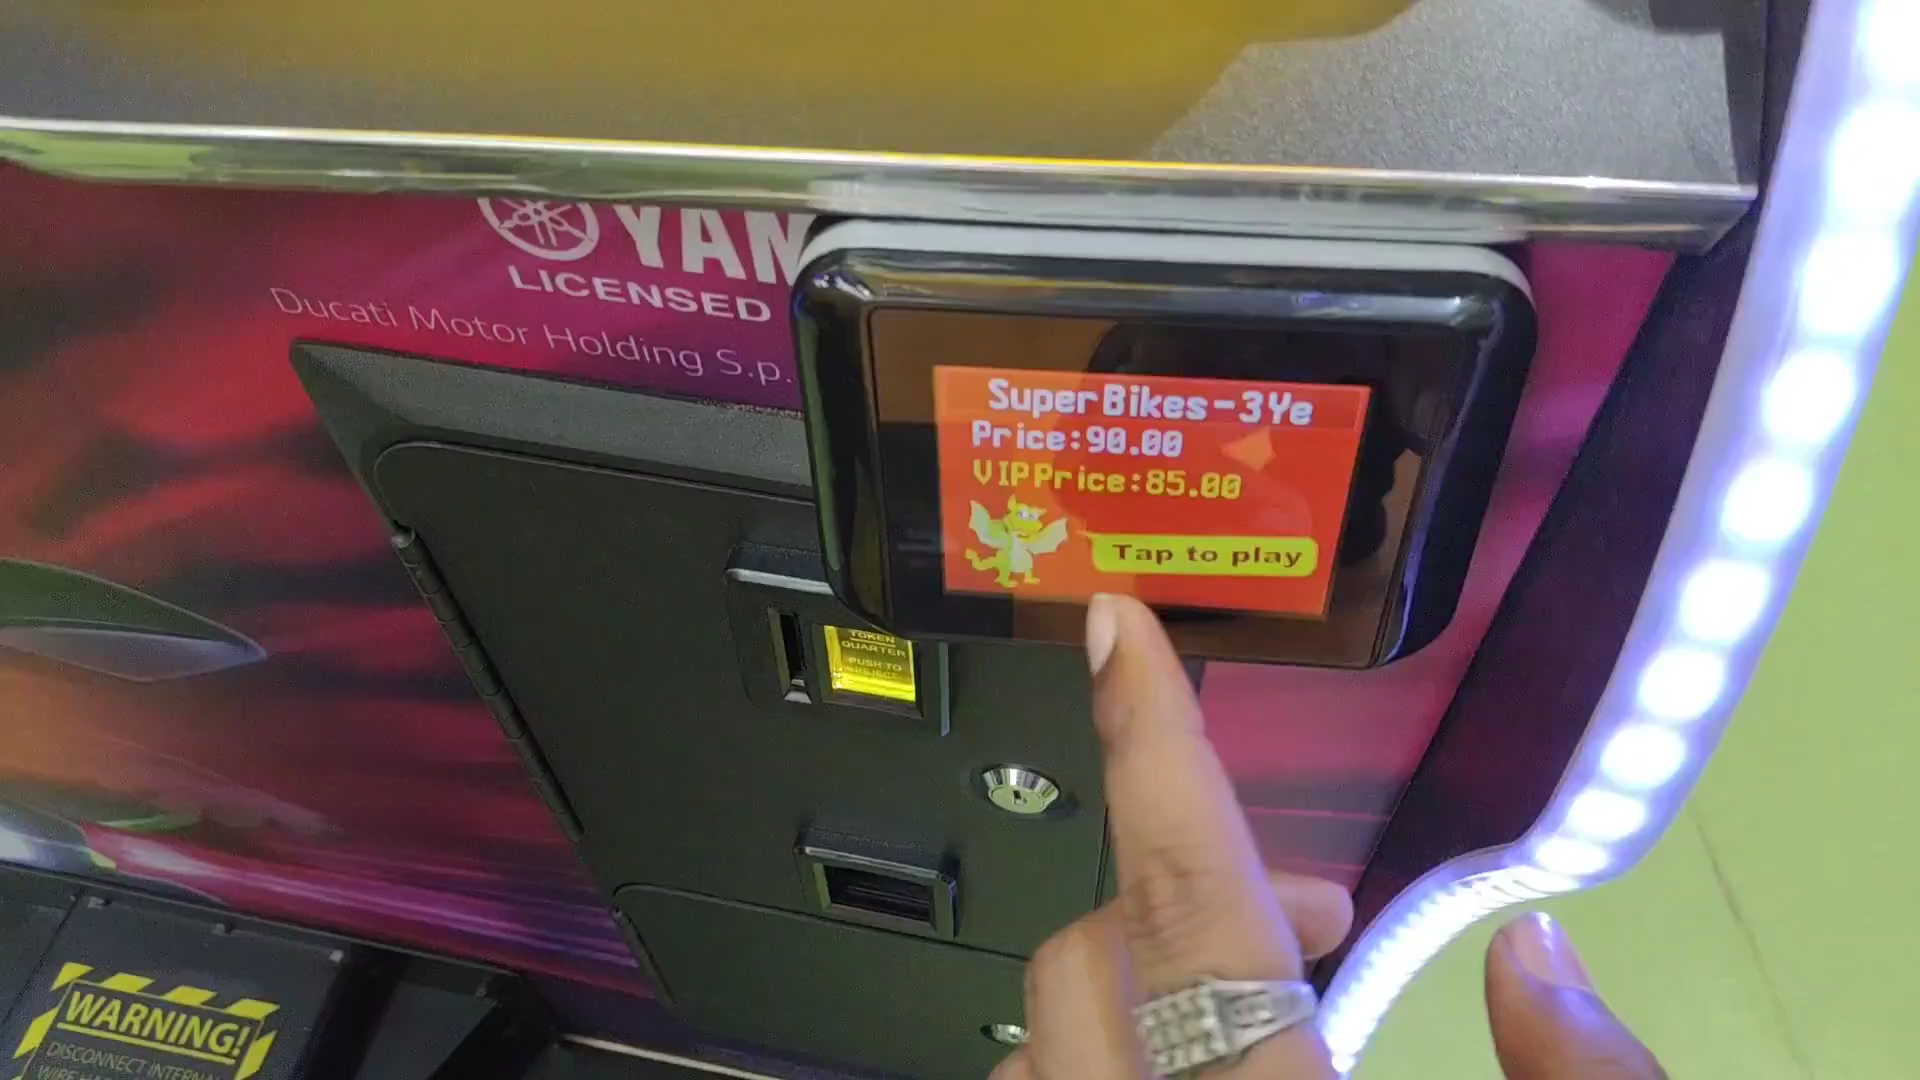 YAM
LICENSED
Ducati Motor Holding S.p.
SuperBikes-3Ye
Price:90.00
VIPPrice:85.00
Tap to play
TOKEN
QUARTER
PUSH TO
REJECT
WARNING!
DISCONNECT INTERNAL